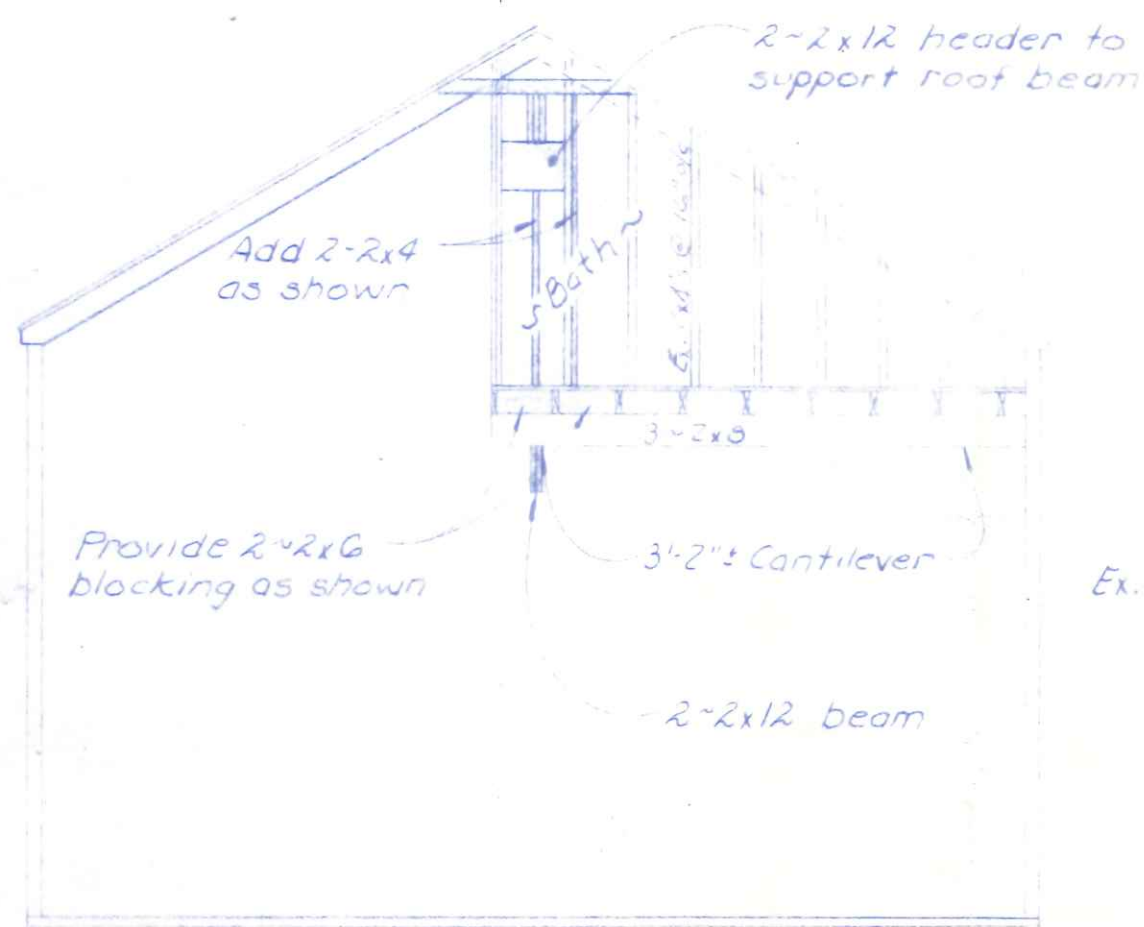 2~2x12 header to
support roof beam
Add 2-2x4
as shown
~Bath~
@ 16"
3~2x8
Provide 2~2x6
blocking as shown
3'-2"± Cantilever
Ex.
2~2x12 beam